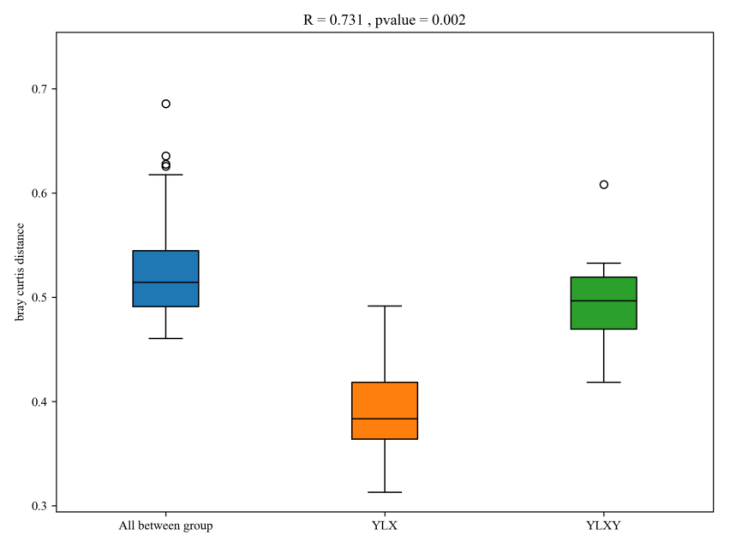 R = 0.731 , pvalue = 0.002
0.7
0.6
0.5
0.4
0.3
bray curtis distance
All between group
YLX
YLXY